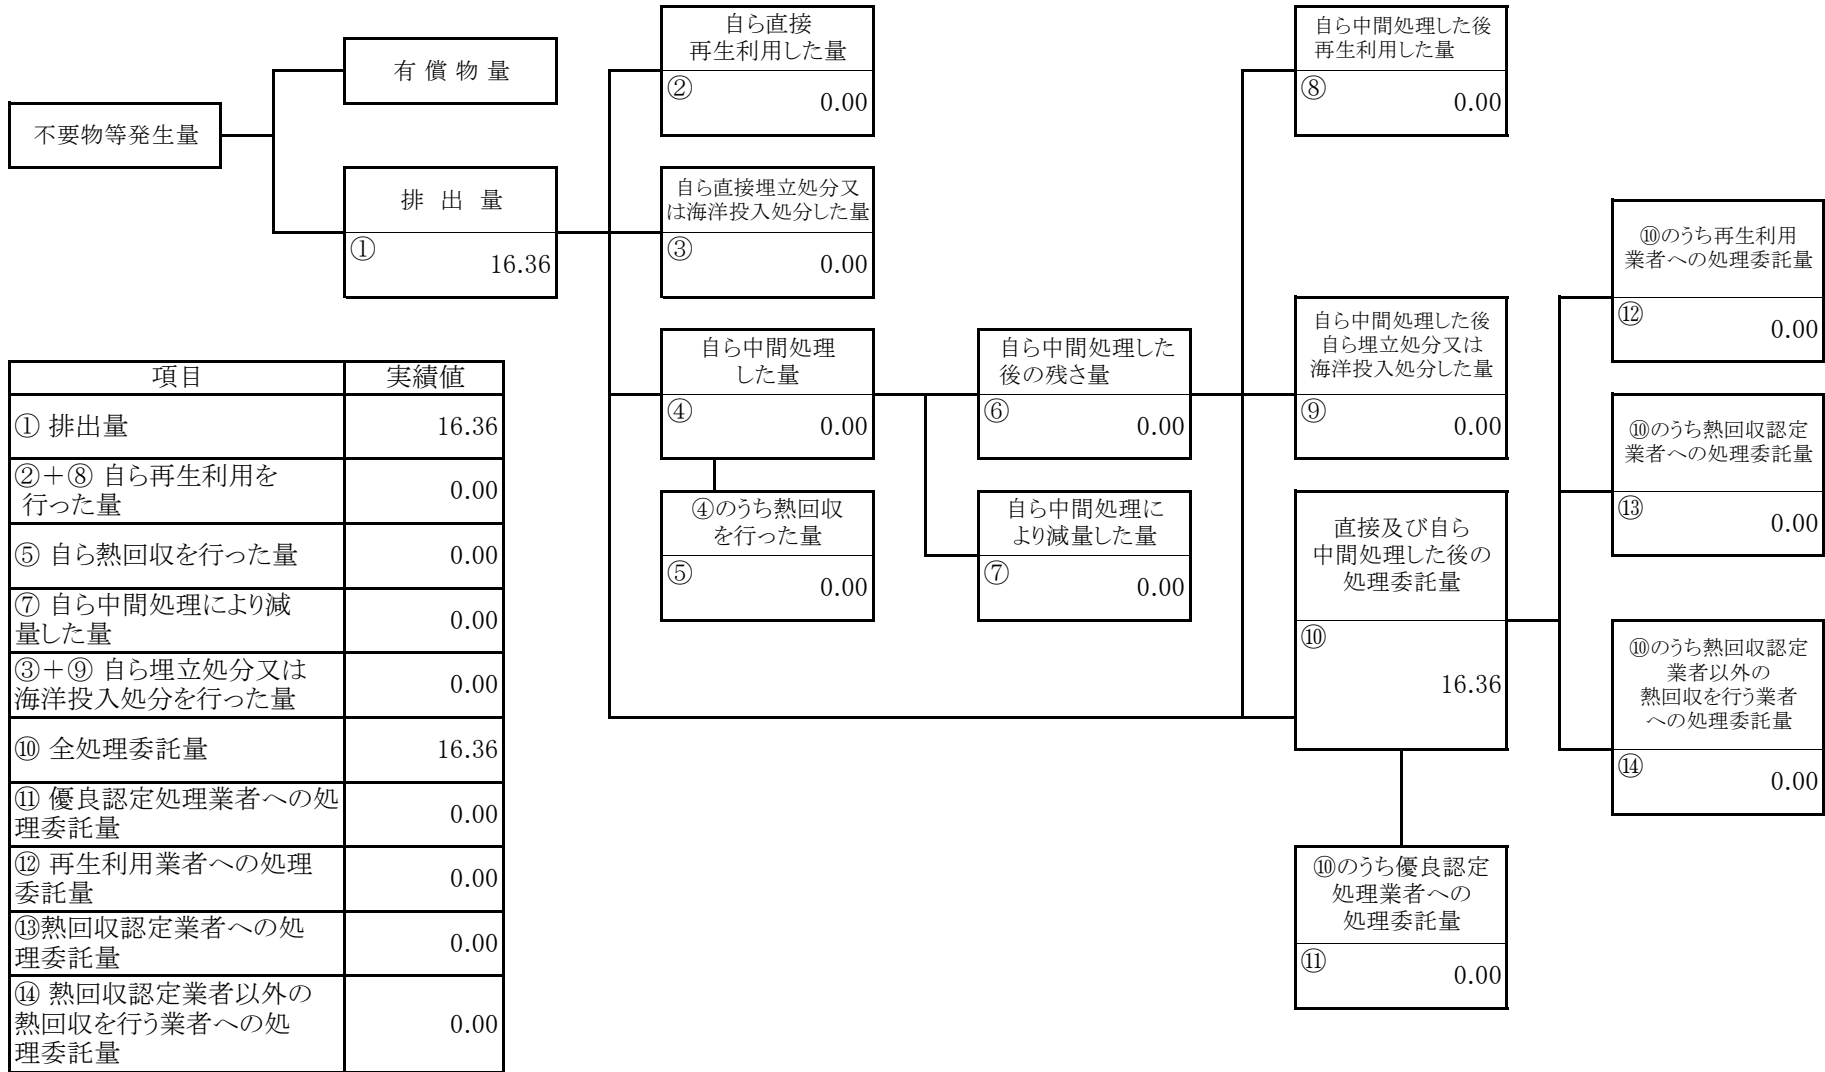 自ら直接
再生利用した量
②
0.00
自ら中間処理した後
再生利用した量
⑧
0.00
有 償 物 量
不要物等発生量
排 出 量
①
16.36
自ら直接埋立処分又
は海洋投入処分した量
③
0.00
⑩のうち再生利用
業者への処理委託量
⑫
0.00
自ら中間処理
した量
④
0.00
自ら中間処理した
後の残さ量
⑥
0.00
自ら中間処理した後
自ら埋立処分又は
海洋投入処分した量
⑨
0.00
⑩のうち熱回収認定
業者への処理委託量
⑬
0.00
④のうち熱回収
を行った量
⑤
0.00
自ら中間処理に
より減量した量
⑦
0.00
直接及び自ら
中間処理した後の
処理委託量
⑩
16.36
⑩のうち熱回収認定
業者以外の
熱回収を行う業者
への処理委託量
⑭
0.00
⑩のうち優良認定
処理業者への
処理委託量
⑪
0.00
項目 実績値
① 排出量 16.36
②＋⑧ 自ら再生利用を
行った量 0.00
⑤ 自ら熱回収を行った量 0.00
⑦ 自ら中間処理により減
量した量 0.00
③＋⑨ 自ら埋立処分又は
海洋投入処分を行った量 0.00
⑩ 全処理委託量 16.36
⑪ 優良認定処理業者への処
理委託量 0.00
⑫ 再生利用業者への処理
委託量 0.00
⑬熱回収認定業者への処
理委託量 0.00
⑭ 熱回収認定業者以外の
熱回収を行う業者への処 0.00
理委託量